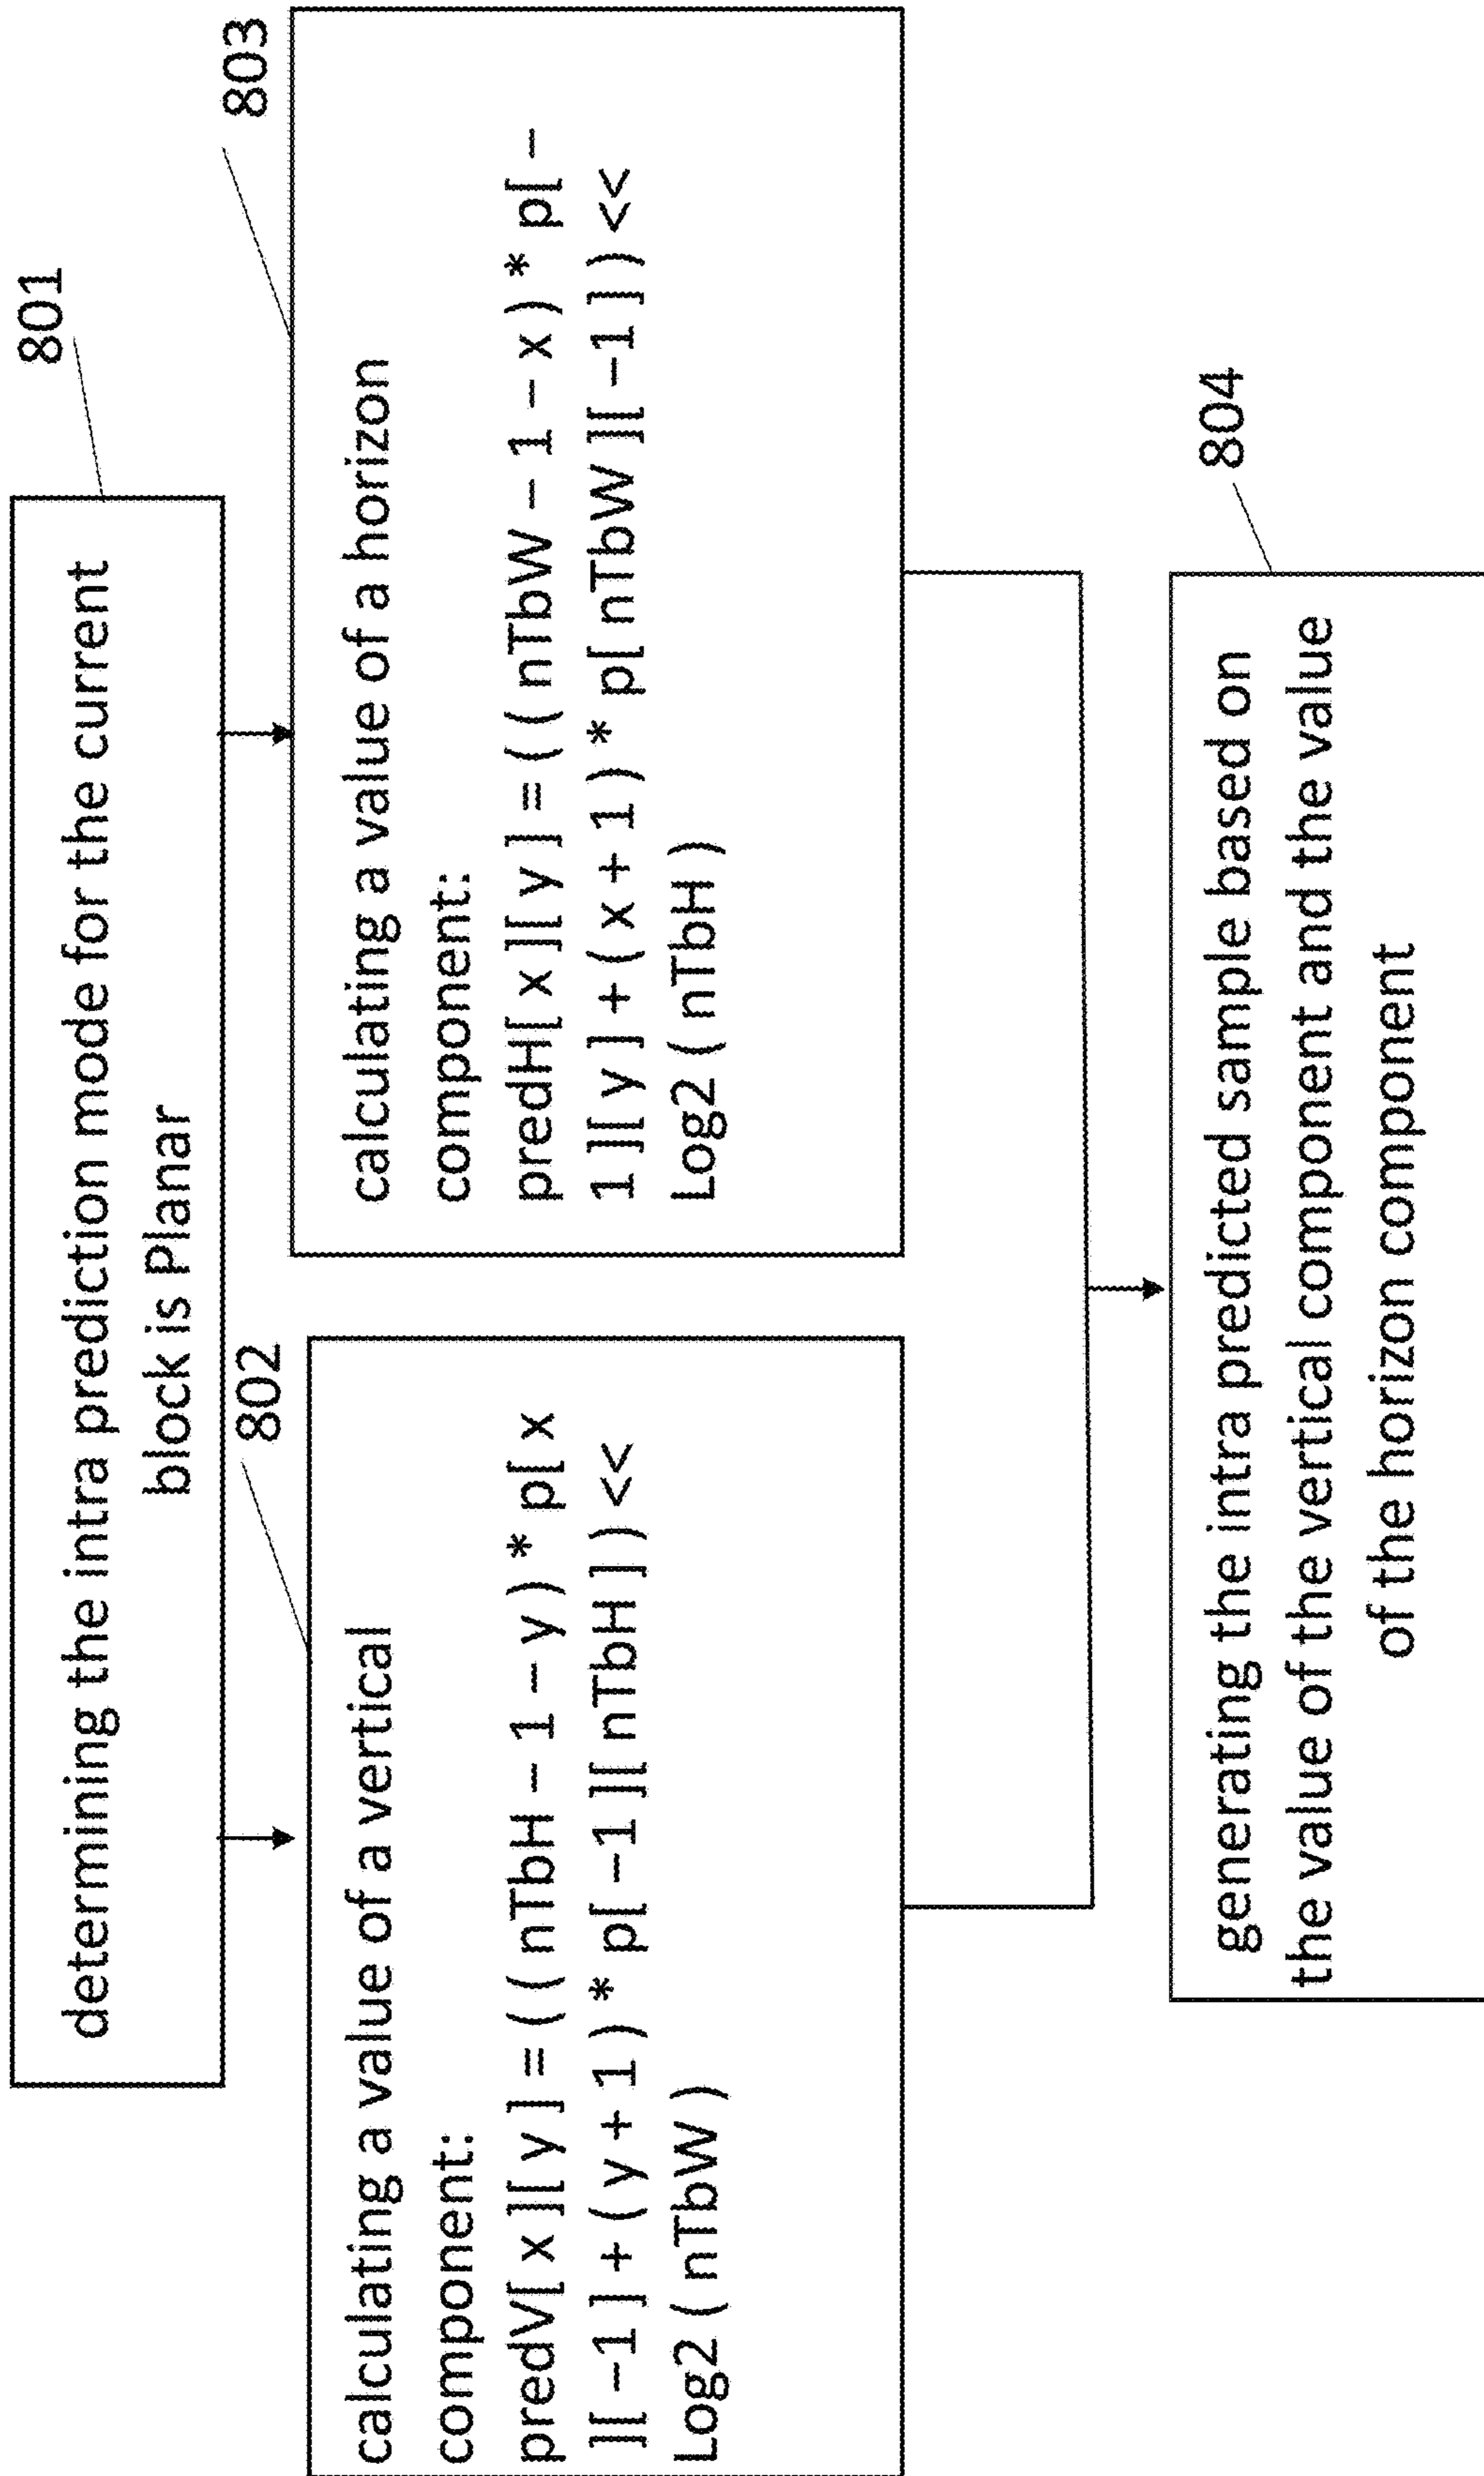 801
determining the intra prediction mode for the current
block is Planar
802
calculating a value of a vertical
component:
predV[ x ][ y ] = ( ( nTbH − 1 − y ) * p[ x
][ −1 ] + ( y + 1 ) * p[ −1 ][ nTbH ] ) <<
Log2 ( nTbW )
803
calculating a value of a horizon
component:
predH[ x ][ y ] = ( ( nTbW − 1 − x ) * p[ −
1 ][ y ] + ( x + 1 ) * p[ nTbW ][ −1 ] ) <<
Log2 ( nTbH )
804
generating the intra predicted sample based on
the value of the vertical component and the value
of the horizon component